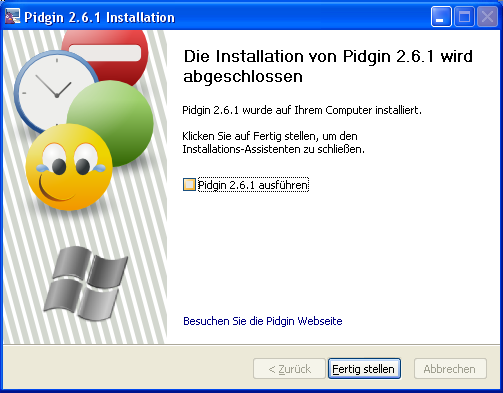 Pidgin 2.6.1 Installation
Die Installation von Pidgin 2.6.1 wird
abgeschlossen
Pidgin 2.6.1 wurde auf Ihrem Computer installiert.
Klicken Sie auf Fertig stellen, um den
Installations-Assistenten zu schließen.
Pidgin 2.6.1 ausführen
Besuchen Sie die Pidgin Webseite
< Zurück
Fertig stellen
Abbrechen